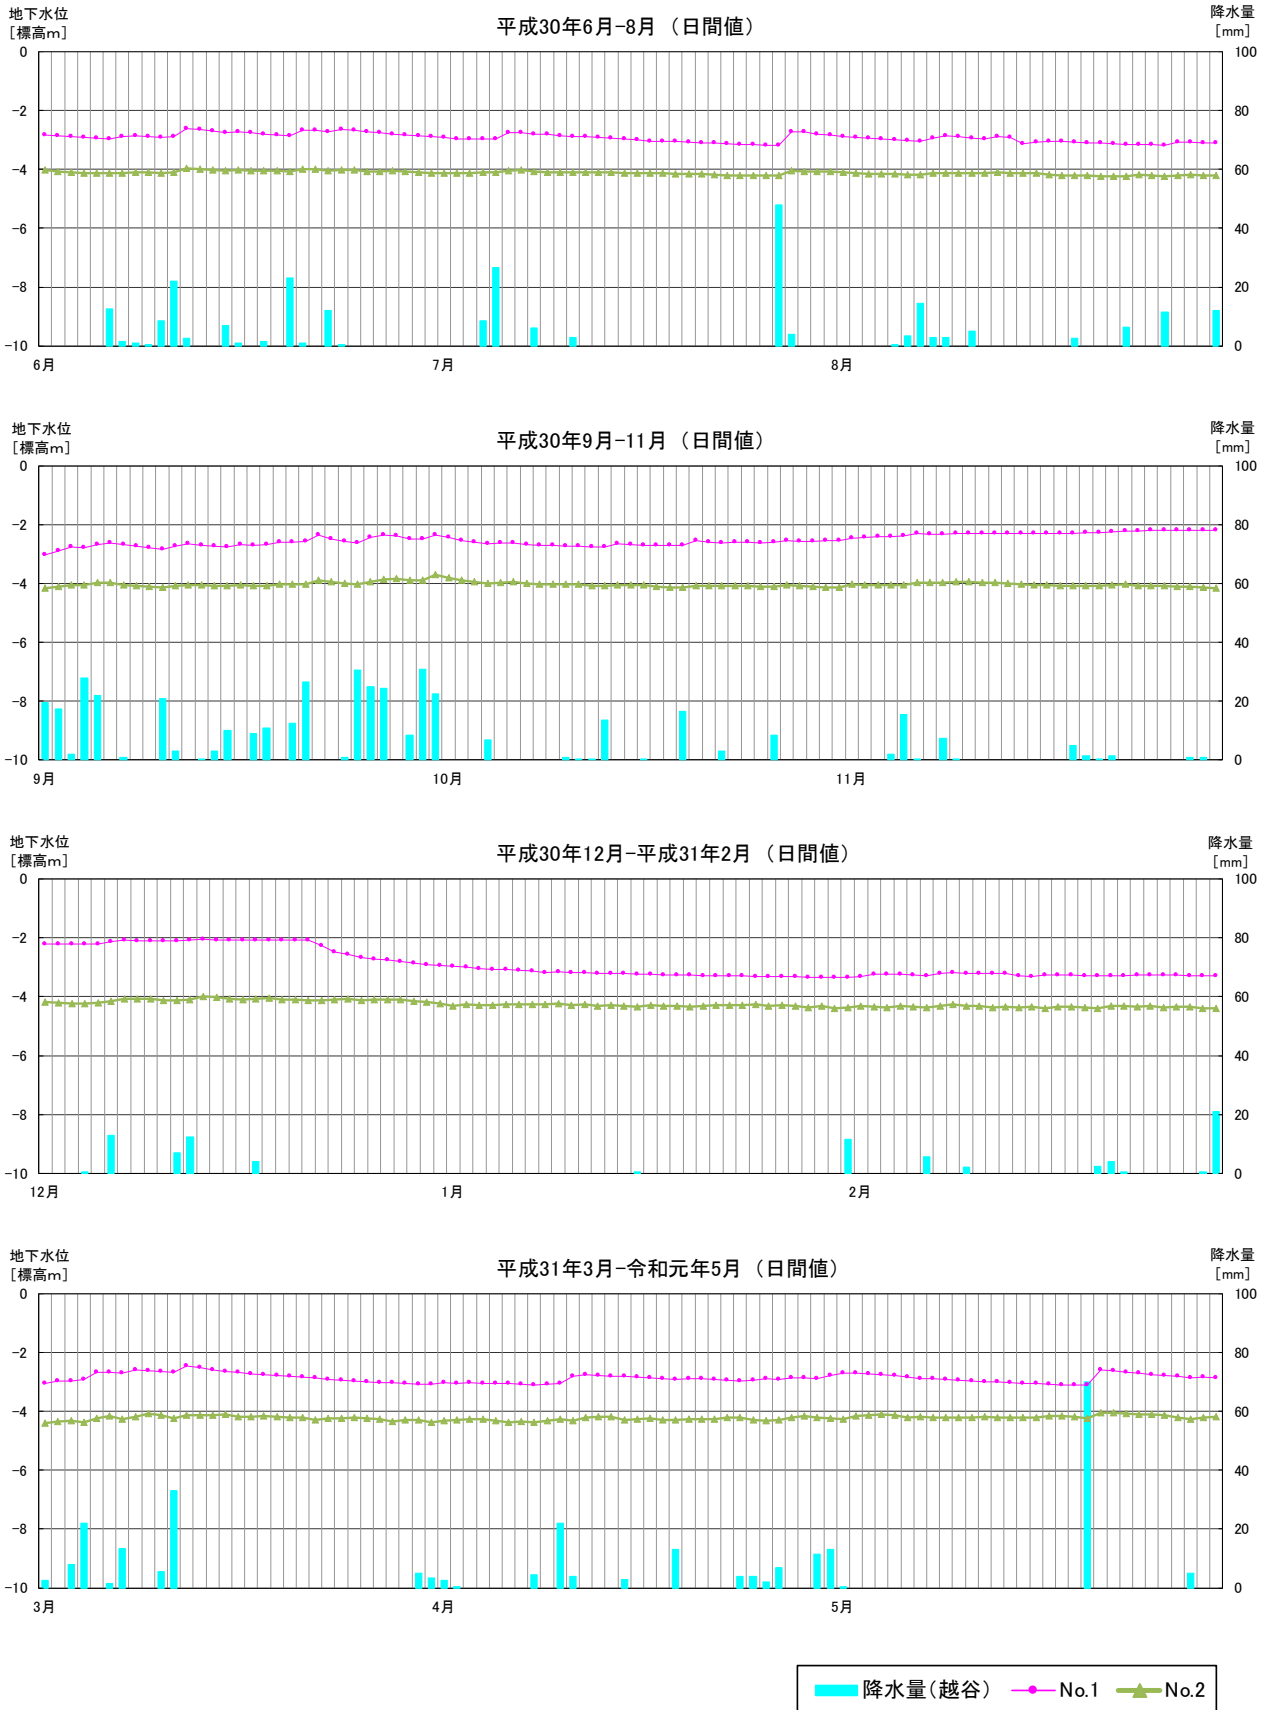 地下水位
[標高m]
平成30年6月-8月 (日間値)
降水量
[mm]
0 100
-2 80
-4 60
-6 40
-8 20
-10 0
6月 7月 8月
地下水位
[標高m]
平成30年9月-11月 (日間値)
降水量
[mm]
0 100
-2 80
-4 60
-6 40
-8 20
-10 0
9月 10月 11月
地下水位
[標高m]
平成30年12月-平成31年2月 (日間値)
降水量
[mm]
0 100
-2 80
-4 60
-6 40
-8 20
-10 0
12月 1月 2月
地下水位
[標高m]
平成31年3月-令和元年5月 (日間値)
降水量
[mm]
0 100
-2 80
-4 60
-6 40
-8 20
-10 0
3月 4月 5月
降水量(越谷) No.1 No.2